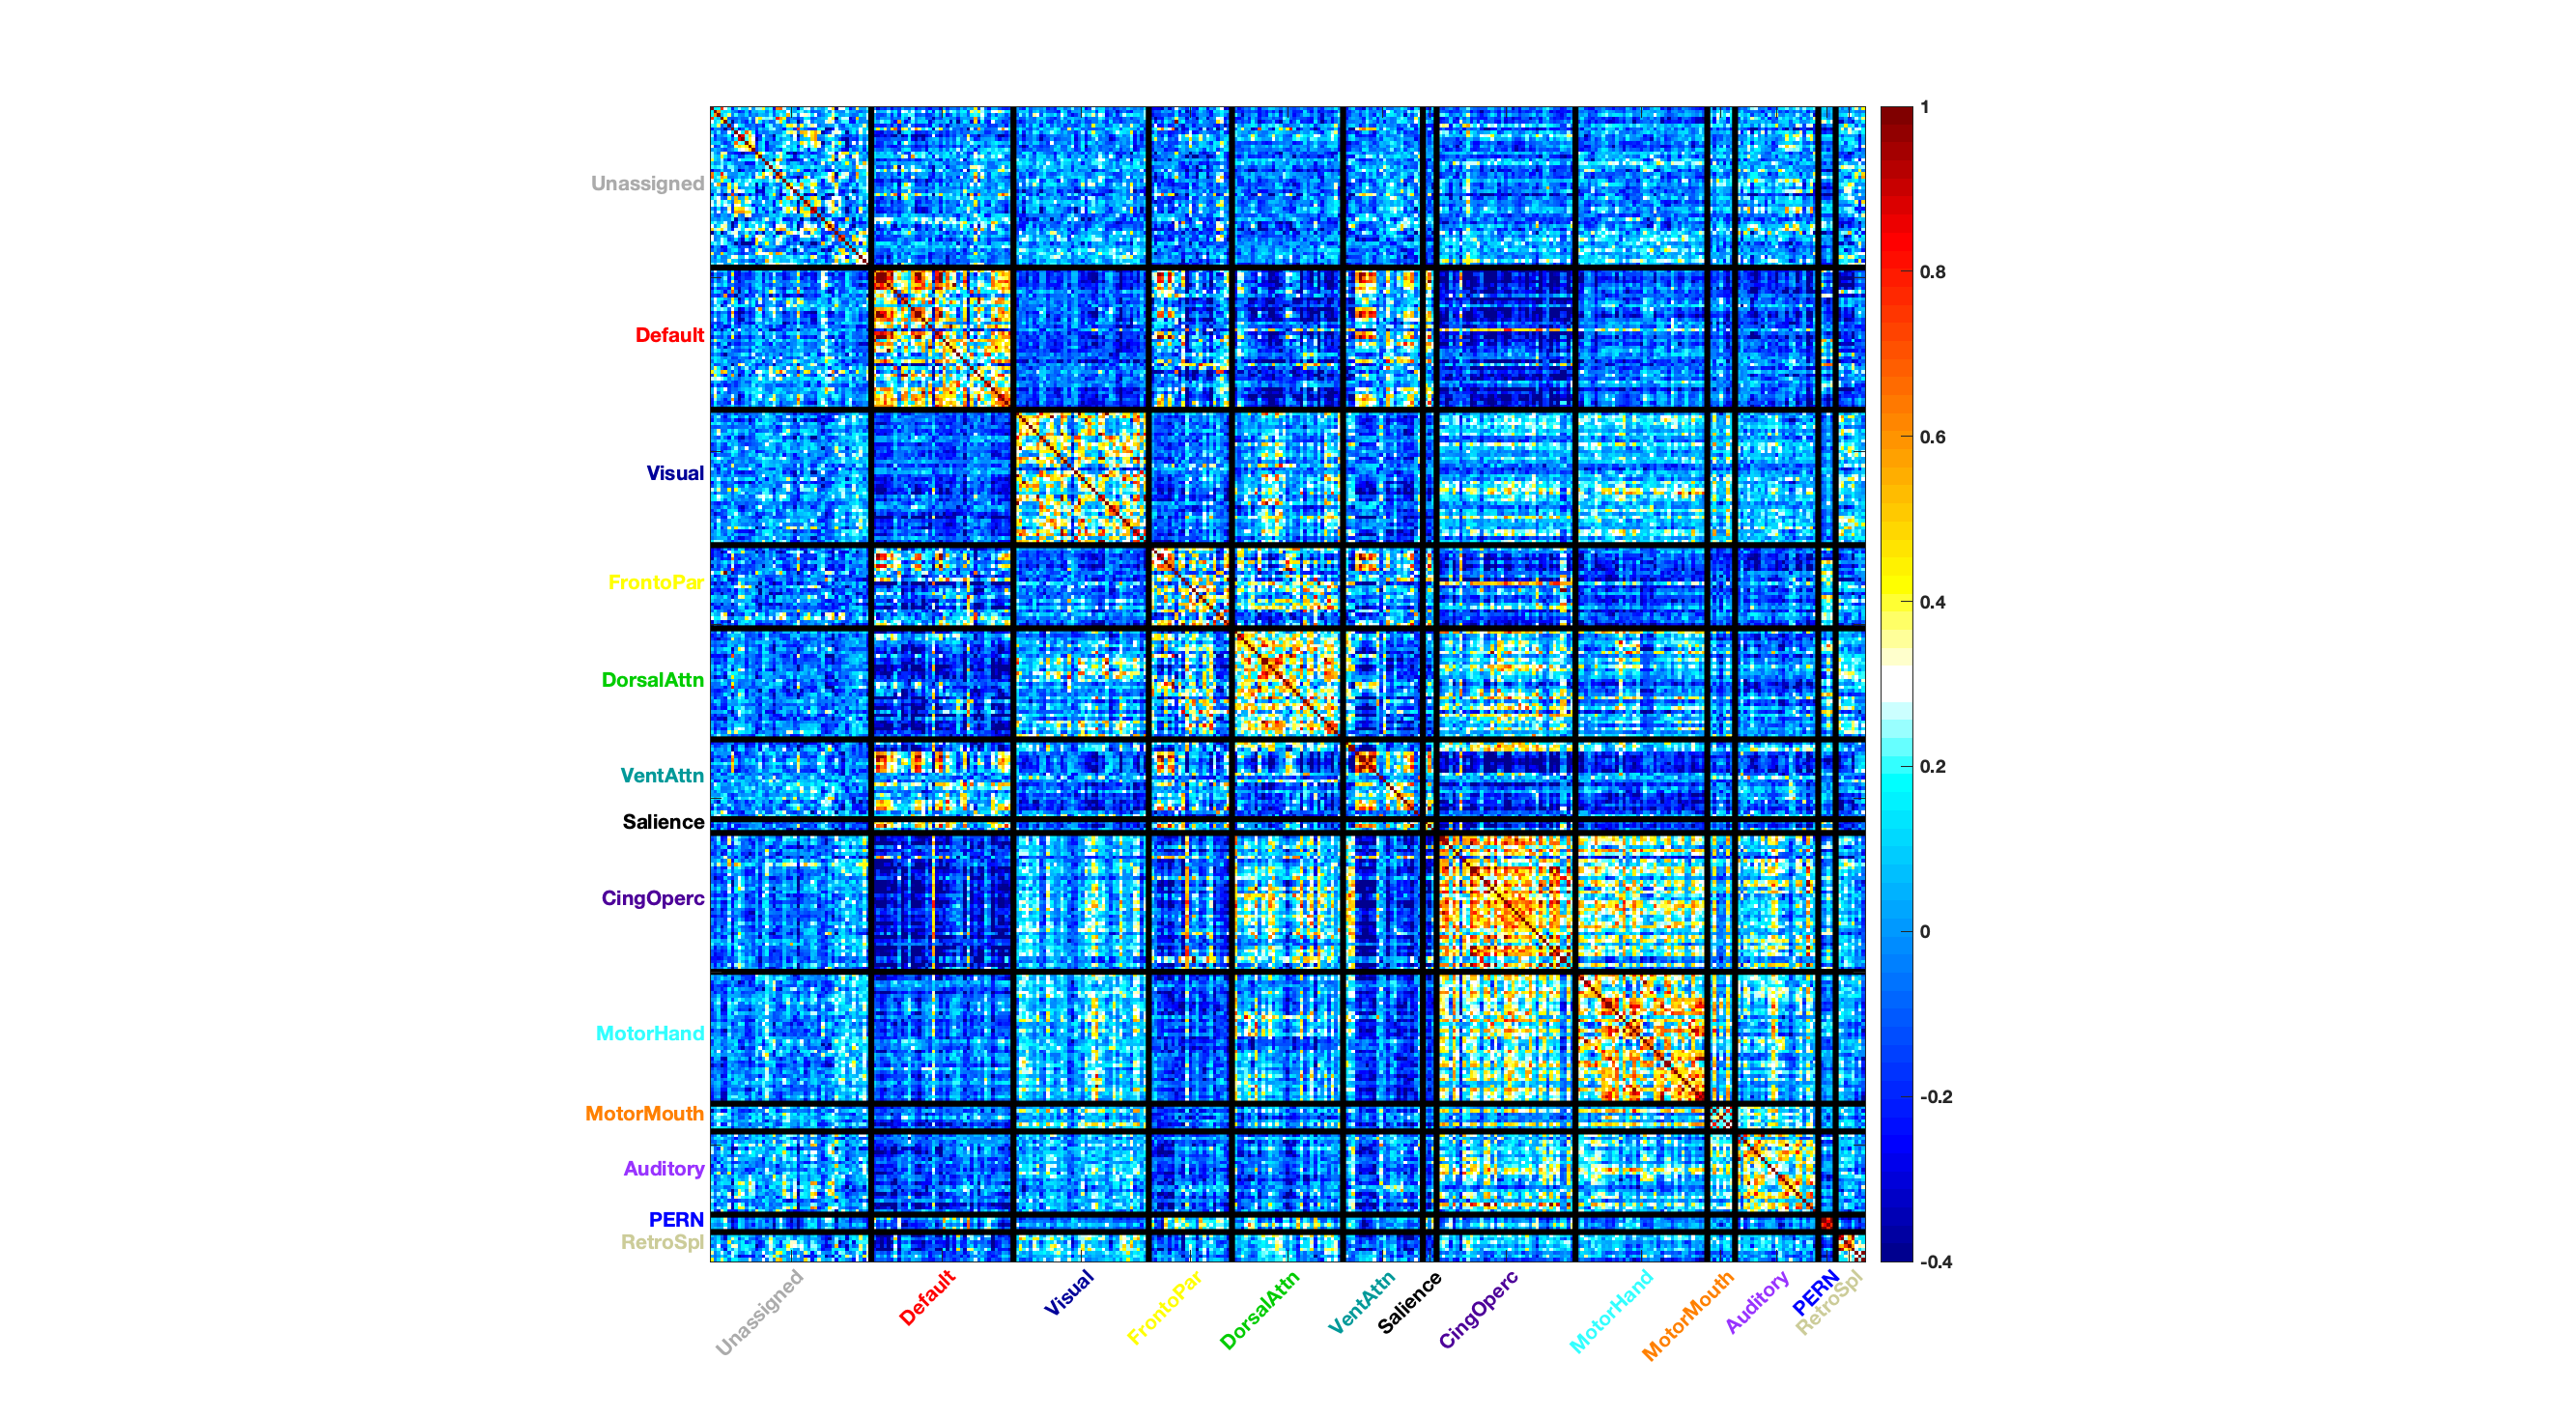 Unassigned
Default
Visual
FrontoPar
DorsalAttn
VentAttn
Salience
CingOperc
MotorHand
MotorMouth
Auditory
PERN
RetroSpl
Unassigned
Default
Visual
FrontoPar
DorsalAttn
VentAttn
Salience
CingOperc
MotorHand
MotorMouth
Auditory
PERN
RetroSpl
1
0.8
0.6
0.4
0.2
0
-0.2
-0.4